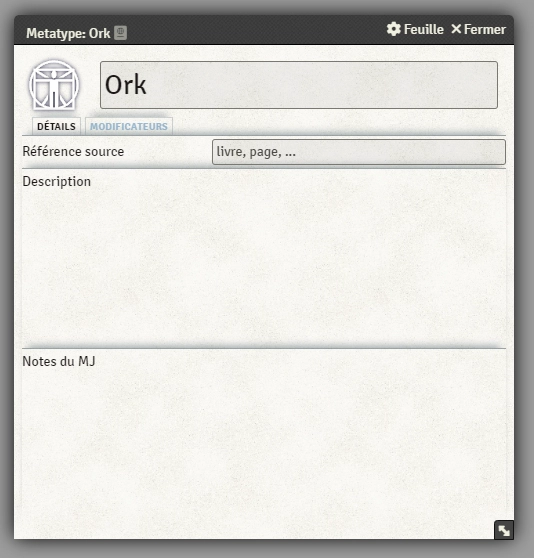 Metatype: Ork
Feuille
Fermer
Ork
DÉTAILS
MODIFICATEURS
Référence source
livre, page, ...
Description
Notes du MJ